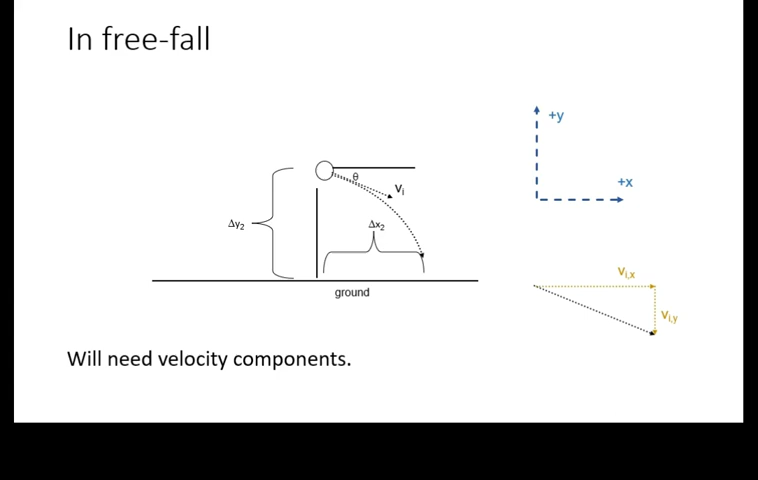 In free-fall
+y
+x
θ
Vᵢ
Δy₂
Δx₂
ground
Vᵢ,ₓ
Vᵢ,y
Will need velocity components.